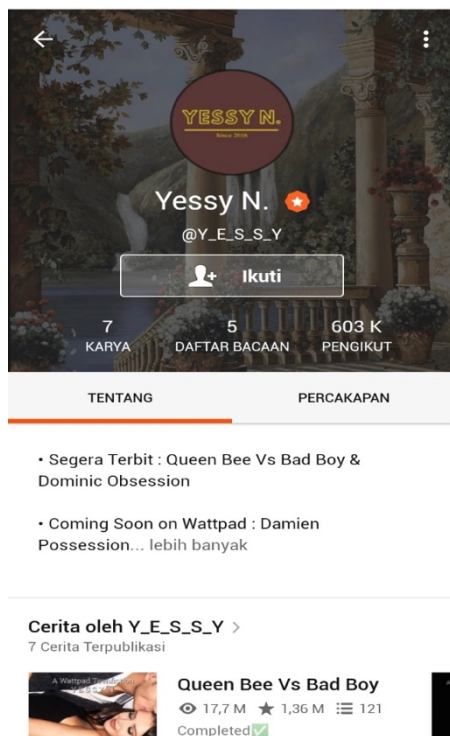 YESSY N.
Since 2016
Yessy N.
@Y_E_S_S_Y
Ikuti
7
KARYA
5
DAFTAR BACAAN
603 K
PENGIKUT
TENTANG
PERCAKAPAN
• Segera Terbit : Queen Bee Vs Bad Boy &
Dominic Obsession
• Coming Soon on Wattpad : Damien
Possession... lebih banyak
Cerita oleh Y_E_S_S_Y >
7 Cerita Terpublikasi
A Wattpad
Y E S S Y
Queen Bee Vs Bad Boy
17,7 M 1,36 M 121
Completed✅